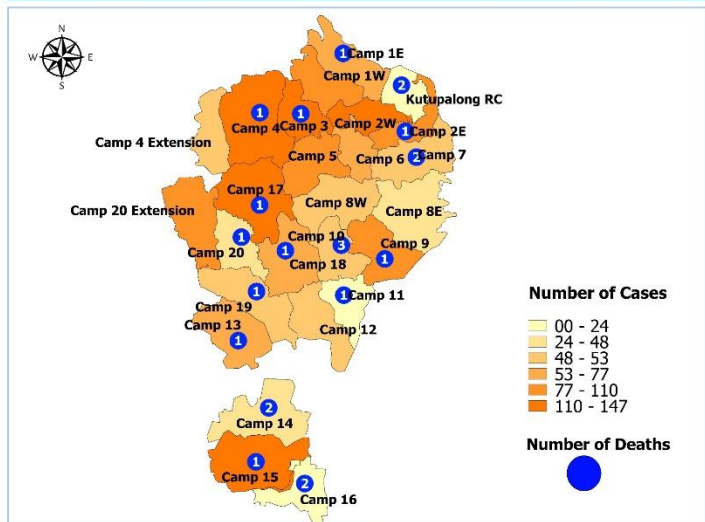 N
W E
S
1 Camp 1E
Camp 1W
2
Kutupalong RC
1
Camp 4
1
Camp 3
Camp 2W
1 Camp 2E
Camp 4 Extension
Camp 5
Camp 6
2 Camp 7
Camp 17
1
Camp 8W
Camp 20 Extension
Camp 8E
1
Camp 20
Camp 10
3
1
Camp 18
Camp 9
1
1
Camp 19
1 Camp 11
Camp 13
1
Camp 12
2
Camp 14
1
Camp 15
2
Camp 16
Number of Cases
00 - 24
24 - 48
48 - 53
53 - 77
77 - 110
110 - 147
Number of Deaths